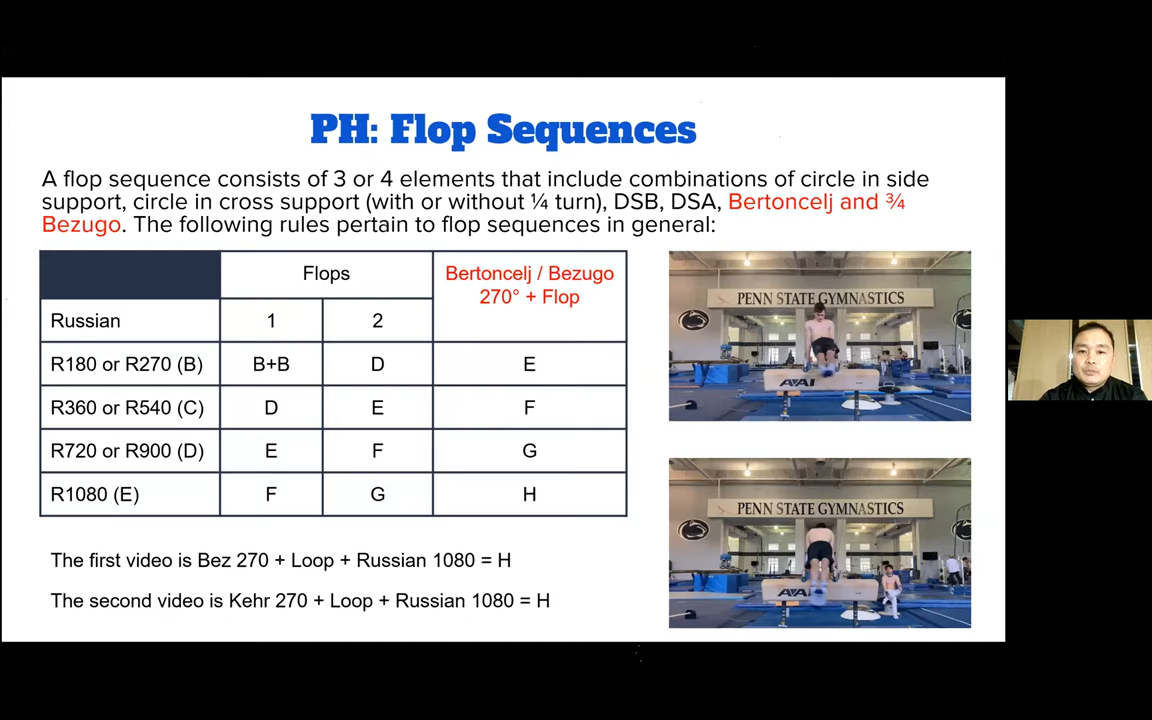 PH: Flop Sequences
A flop sequence consists of 3 or 4 elements that include combinations of circle in side
support, circle in cross support (with or without ¼ turn), DSB, DSA, Bertoncelj and ¾
Bezugo. The following rules pertain to flop sequences in general:
Flops
Bertoncelj / Bezugo
270° + Flop
Russian 1 2
R180 or R270 (B) B+B D E
R360 or R540 (C) D E F
R720 or R900 (D) E F G
R1080 (E) F G H
The first video is Bez 270 + Loop + Russian 1080 = H
The second video is Kehr 270 + Loop + Russian 1080 = H
PENN STATE GYMNASTICS
AAI
PENN STATE GYMNASTICS
AAI